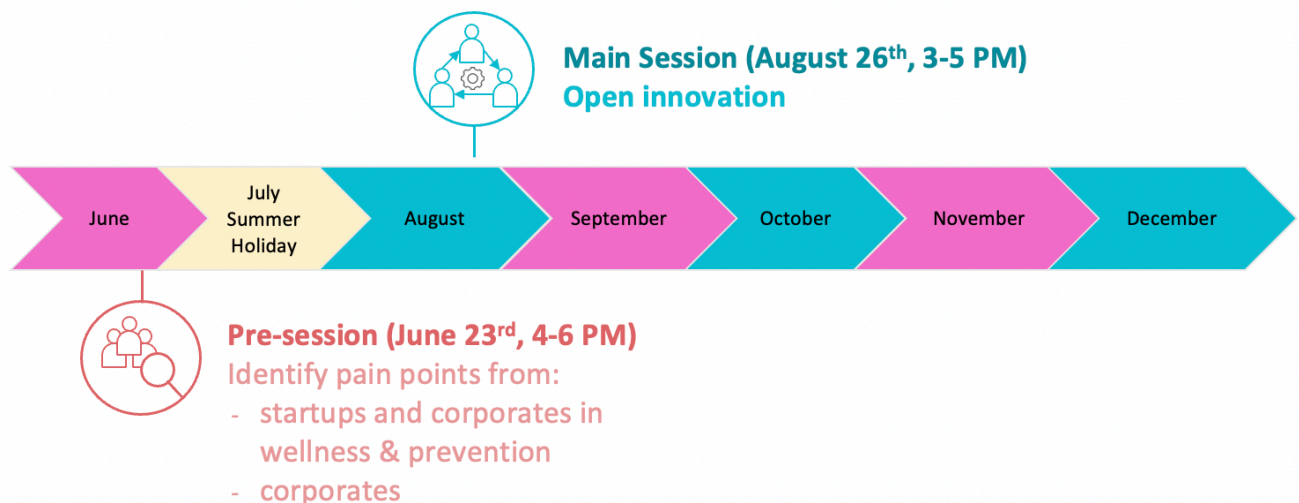 Main Session (August 26th, 3-5 PM)
Open innovation
June
July
Summer
Holiday
August
September
October
November
December
Pre-session (June 23rd, 4-6 PM)
Identify pain points from:
- startups and corporates in
wellness & prevention
- corporates